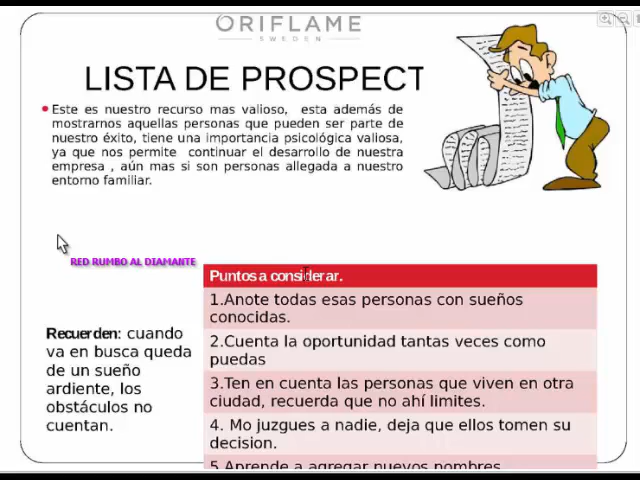 ORIFLAME
SWEDEN
LISTA DE PROSPECT
Este es nuestro recurso mas valioso, esta además de
mostrarnos aquellas personas que pueden ser parte de
nuestro éxito, tiene una importancia psicológica valiosa,
ya que nos permite continuar el desarrollo de nuestra
empresa , aún mas si son personas allegada a nuestro
entorno familiar.
RED RUMBO AL DIAMANTE
Puntos a considerar.
1.Anote todas esas personas con sueños
conocidas.
2.Cuenta la oportunidad tantas veces como
puedas
3.Ten en cuenta las personas que viven en otra
ciudad, recuerda que no ahí limites.
4. Mo juzgues a nadie, deja que ellos tomen su
decision.
5.Aprende a agregar nuevos nombres
Recuerden: cuando
va en busca queda
de un sueño
ardiente, los
obstáculos no
cuentan.